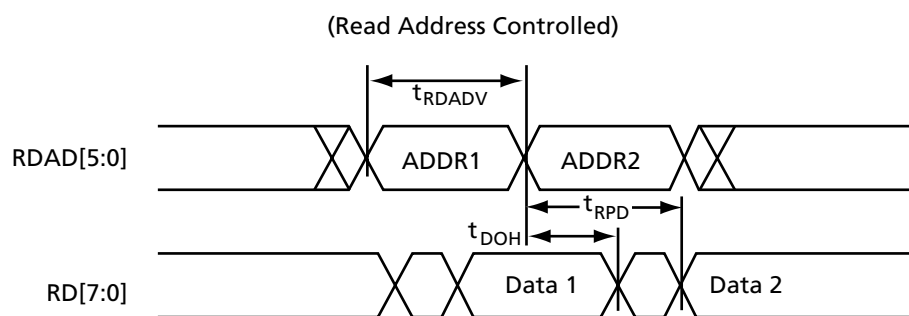 (Read Address Controlled)
tRDADV
RDAD[5:0]
ADDR1
ADDR2
tRPD
tDOH
RD[7:0]
Data 1
Data 2